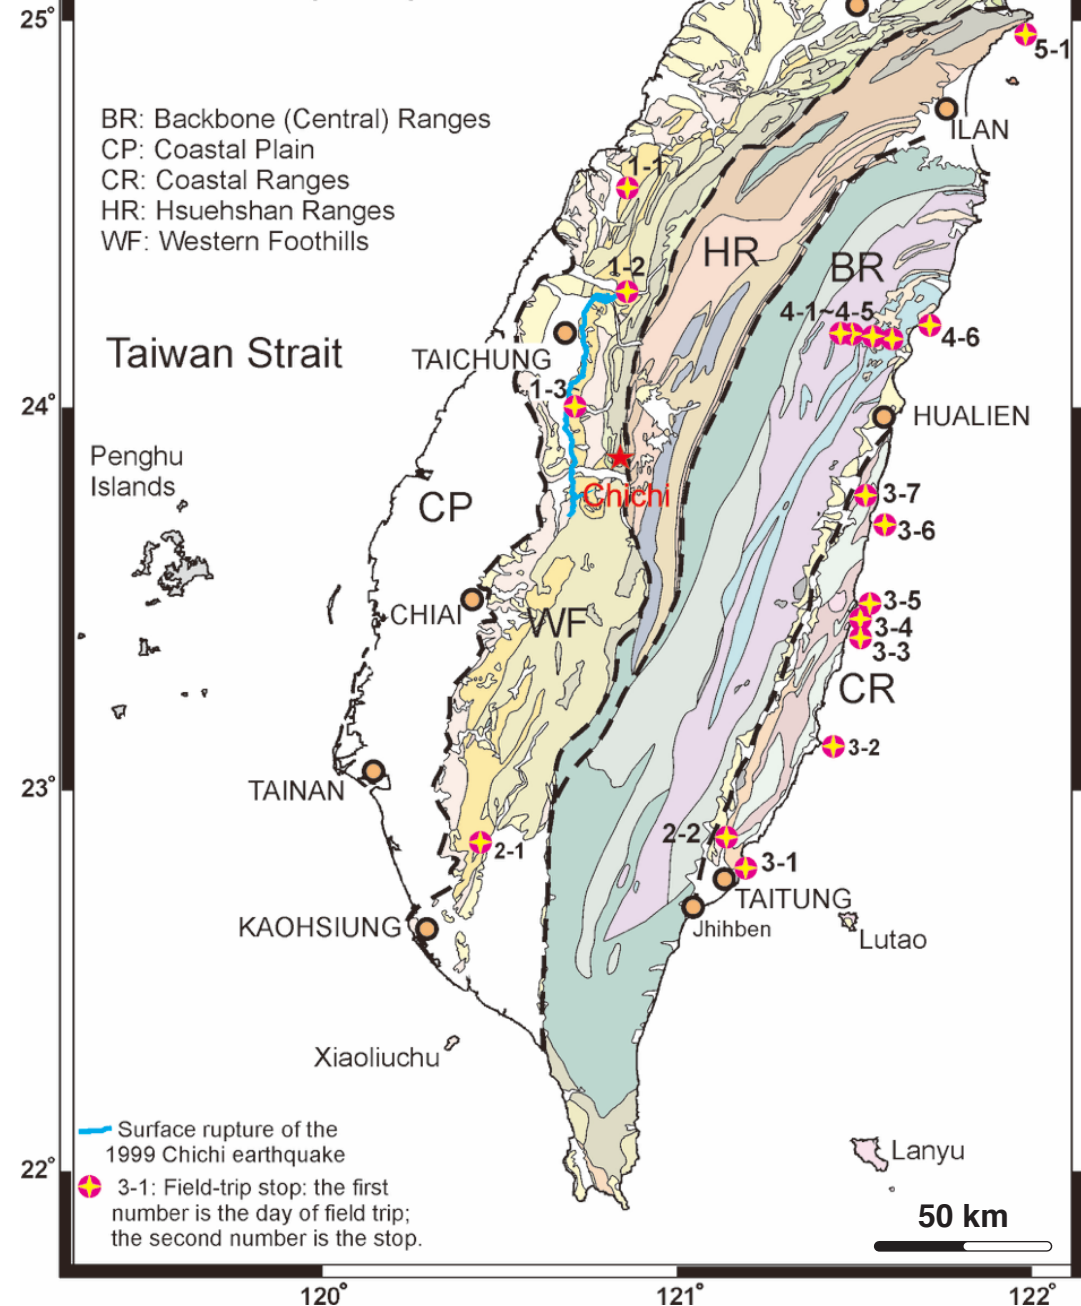 25°
5-1
BR: Backbone (Central) Ranges
CP: Coastal Plain
CR: Coastal Ranges
HR: Hsuehshan Ranges
WF: Western Foothills
ILAN
1-1
HR
BR
1-2
4-1~4-5
4-6
Taiwan Strait
TAICHUNG
1-3
24°
HUALIEN
Penghu
Islands
Chichi
3-7
CP
3-6
CHIAI
WF
3-5
3-4
3-3
CR
3-2
23°
TAINAN
2-2
2-1
3-1
TAITUNG
KAOHSIUNG
Jhihben
Lutao
Xiaoliuchu
Surface rupture of the
1999 Chichi earthquake
Lanyu
22°
3-1: Field-trip stop: the first
number is the day of field trip;
the second number is the stop.
50 km
120°
121°
122°